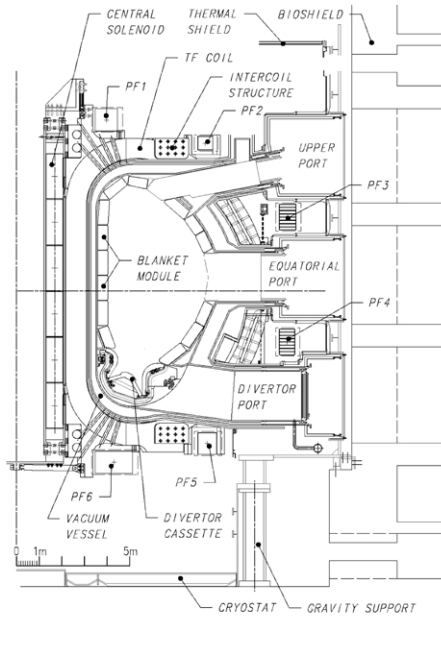 CENTRAL
SOLENOID
THERMAL
SHIELD
BIOSHIELD
TF COIL
PF1
INTERCOIL
STRUCTURE
PF2
UPPER
PORT
PF3
BLANKET
MODULE
EQUATORIAL
PORT
PF4
DIVERTOR
PORT
PF5
PF6
VACUUM
VESSEL
DIVERTOR
CASSETTE
0 1m 5m
CRYOSTAT
GRAVITY SUPPORT